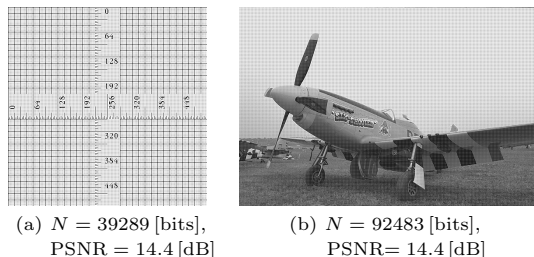 0
64
128
192
0 64 128 192 256 320 384 448
320
384
448
(a) N = 39289 [bits],
PSNR = 14.4 [dB]
(b) N = 92483 [bits],
PSNR= 14.4 [dB]